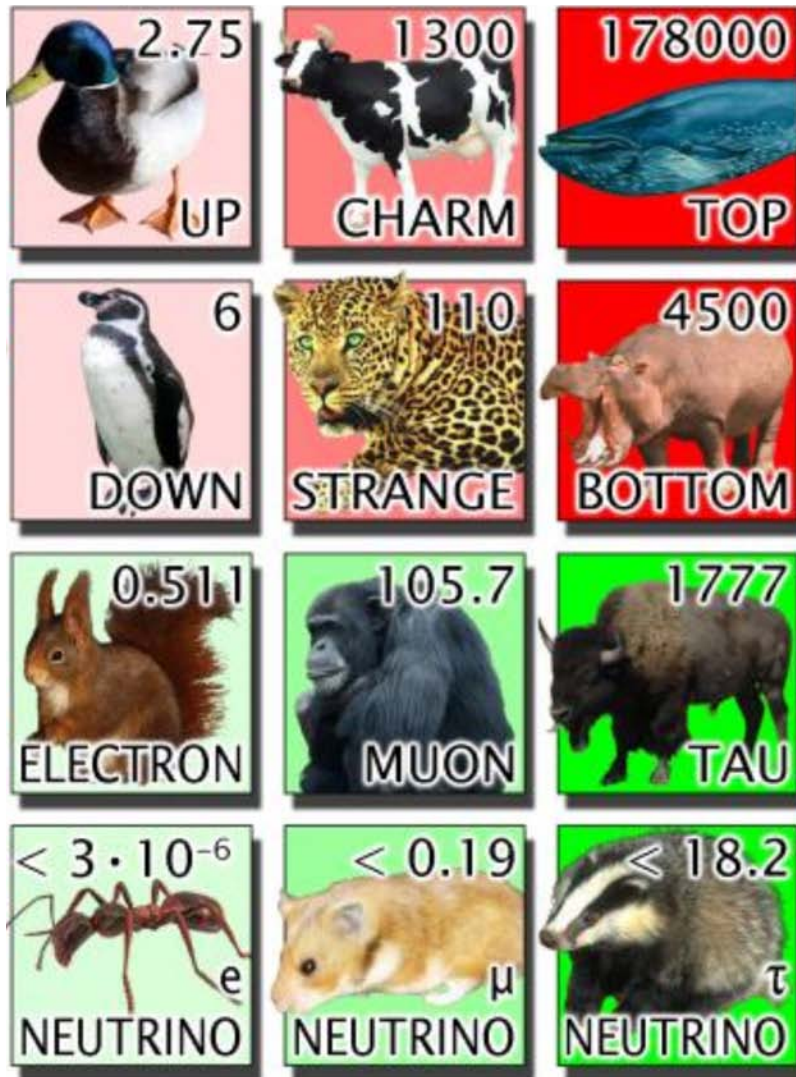 2.75
UP
1300
CHARM
178000
TOP
6
DOWN
110
STRANGE
4500
BOTTOM
0.511
ELECTRON
105.7
MUON
1777
TAU
< 3·10⁻⁶
e
NEUTRINO
< 0.19
μ
NEUTRINO
< 18.2
τ
NEUTRINO